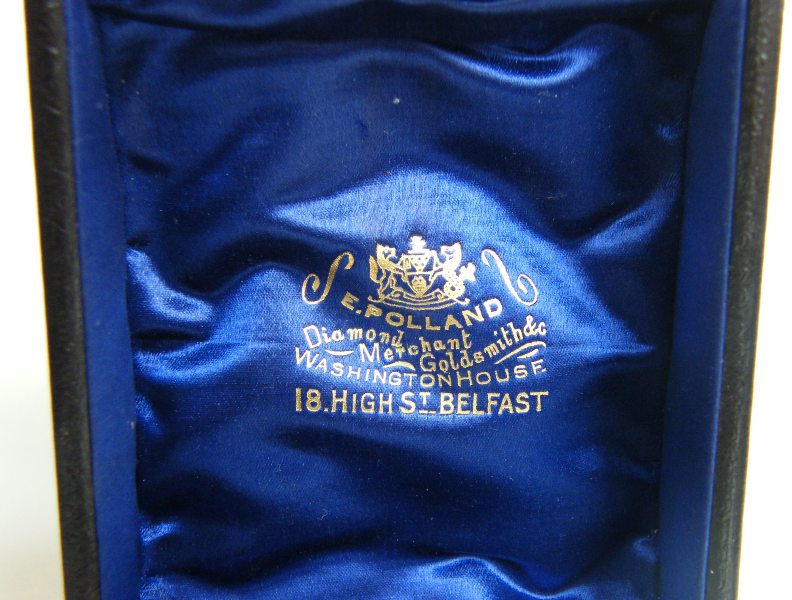 E. POLLAND
Diamond
Merchant
Goldsmith &c
WASHINGTON HOUSE
18. HIGH ST. BELFAST